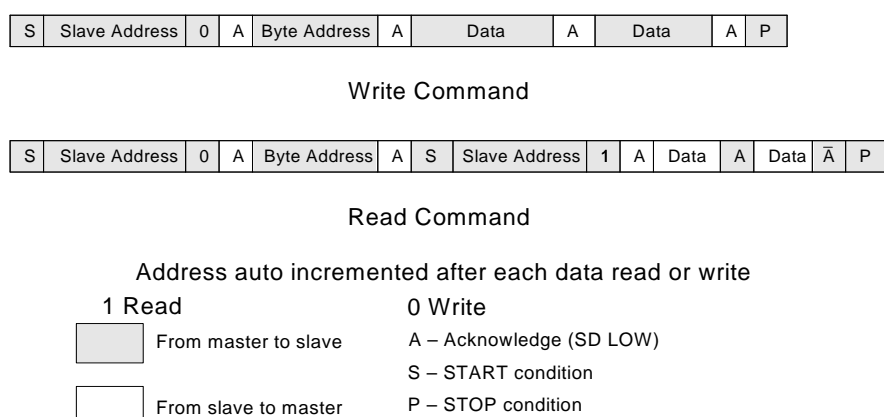 S Slave Address 0 A Byte Address A Data A Data A P
Write Command
S Slave Address 0 A Byte Address A S Slave Address 1 A Data A Data A̅ P
Read Command
Address auto incremented after each data read or write
1 Read 0 Write
From master to slave A – Acknowledge (SD LOW)
S – START condition
From slave to master P – STOP condition